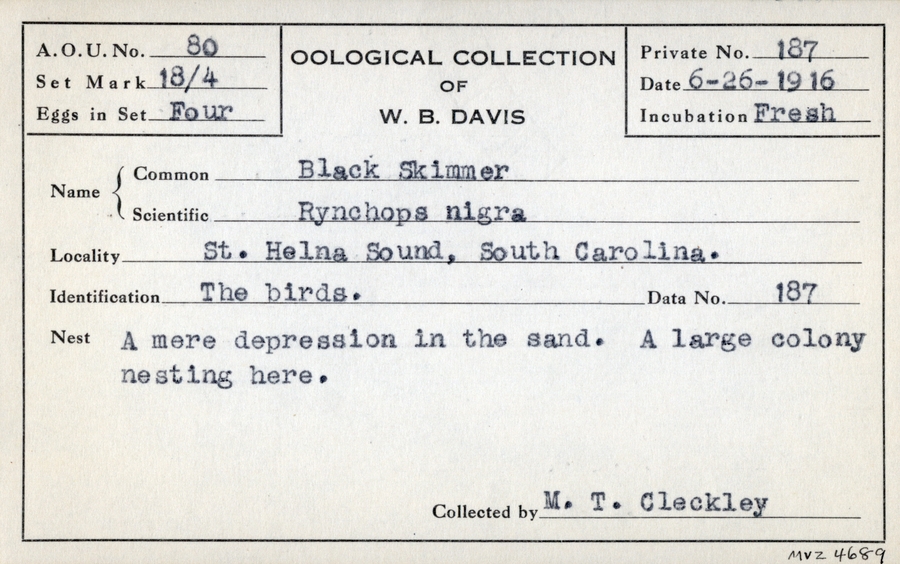 A.O.U. No. 80
Set Mark 18/4
Eggs in Set Four
OOLOGICAL COLLECTION
OF
W. B. DAVIS
Private No. 187
Date 6-26-1916
Incubation Fresh
Name
Common Black Skimmer
Scientific Rynchops nigra
Locality St. Helna Sound, South Carolina.
Identification The birds. Data No. 187
Nest A mere depression in the sand. A large colony
nesting here.
Collected by M. T. Cleckley
MVZ 4689